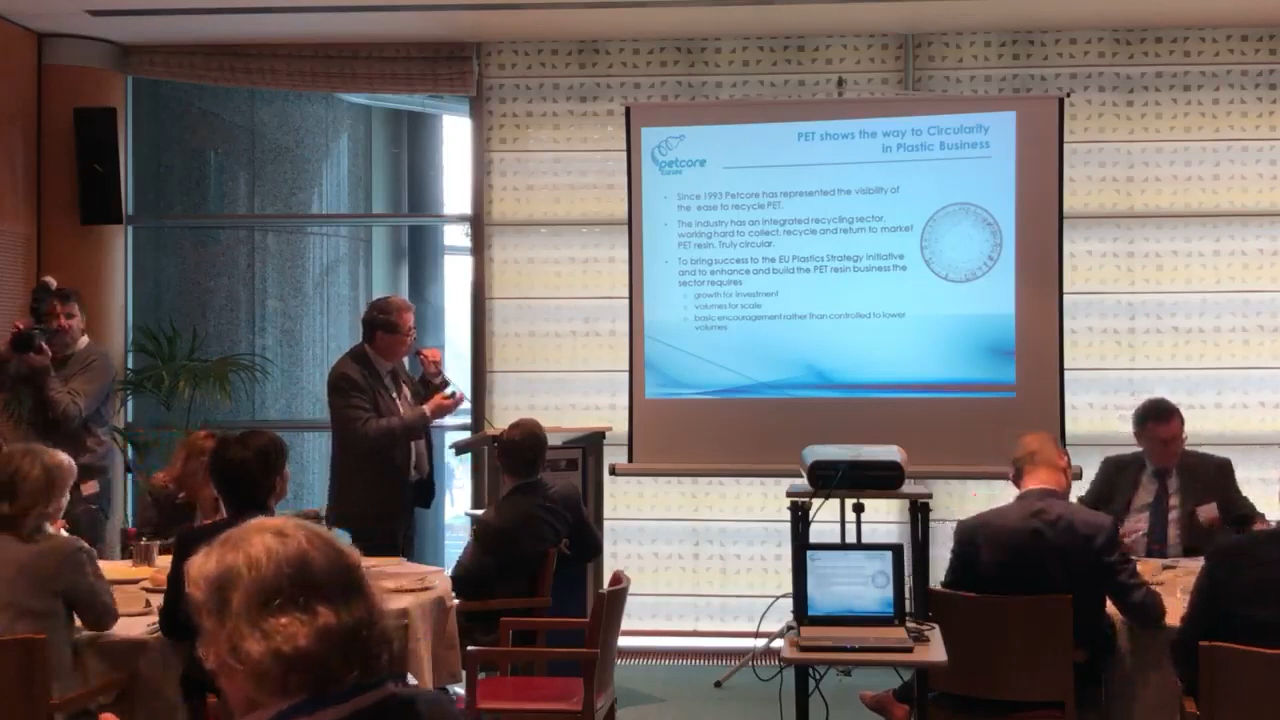 petcore
Europe
PET shows the way to Circularity
in Plastic Business
Since 1993 Petcore has represented the visibility of
the ease to recycle PET.
The industry has an integrated recycling sector,
working hard to collect, recycle and return to market
PET resin. Truly circular.
To bring success to the EU Plastics Strategy initiative
and to enhance and build the PET resin business the
sector requires
growth for investment
volumes for scale
basic encouragement rather than controlled to lower
volumes